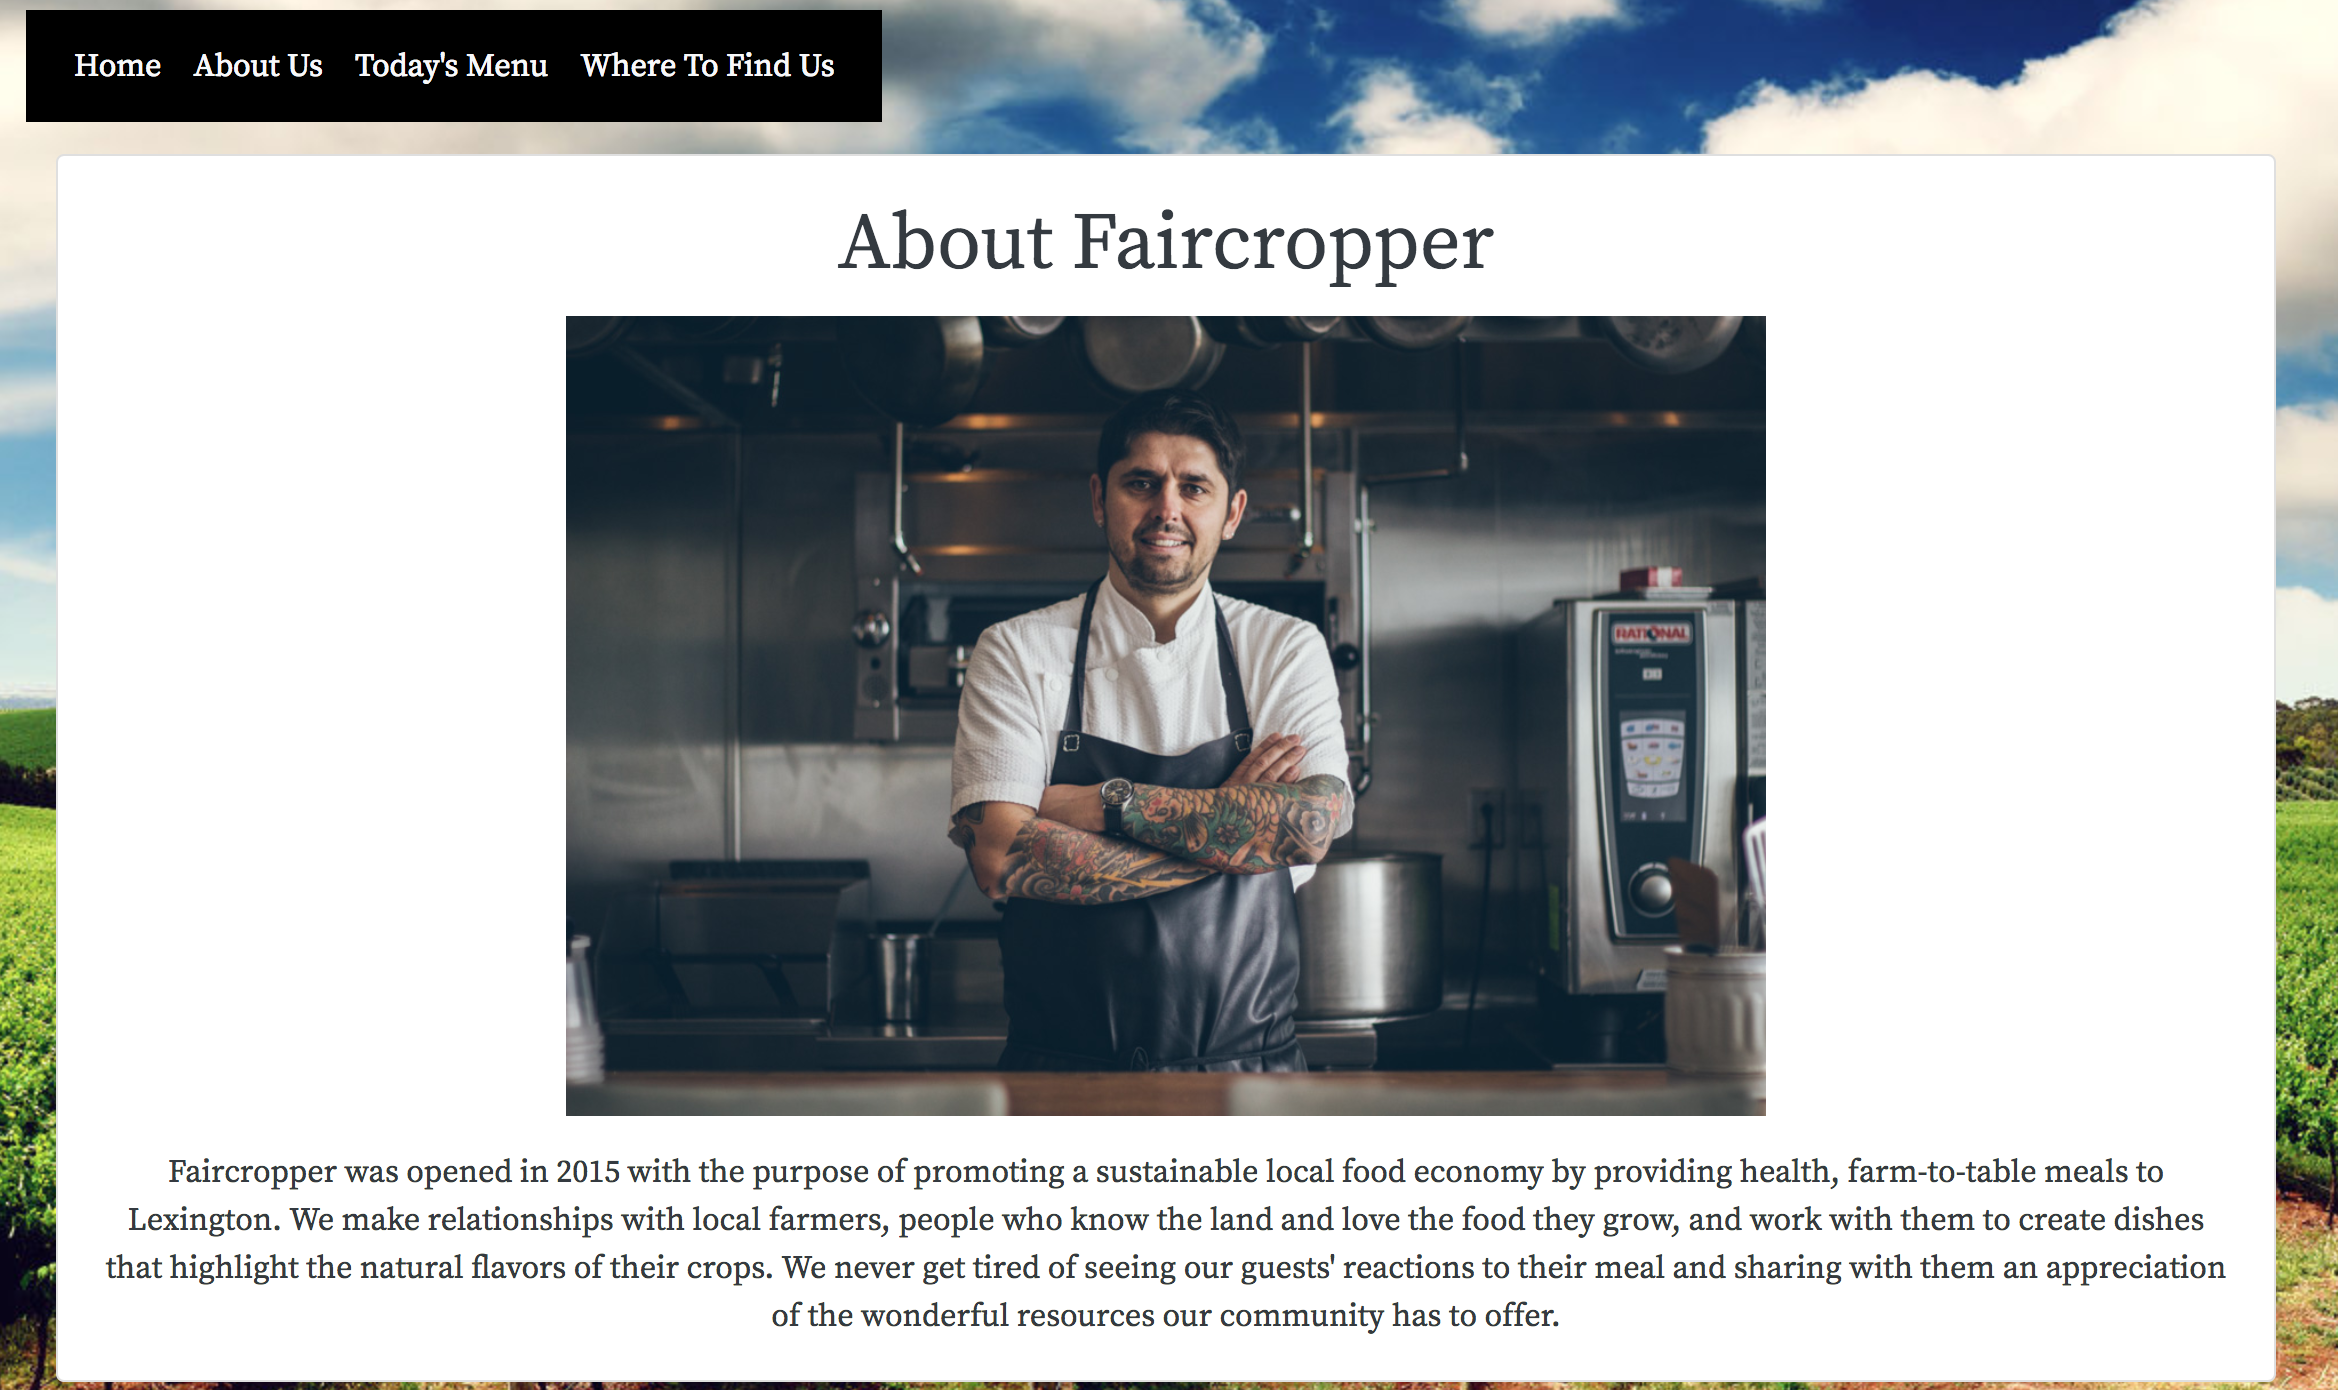 Home About Us Today's Menu Where To Find Us
About Faircropper
RATIONAL
Faircropper was opened in 2015 with the purpose of promoting a sustainable local food economy by providing health, farm-to-table meals to
Lexington. We make relationships with local farmers, people who know the land and love the food they grow, and work with them to create dishes
that highlight the natural flavors of their crops. We never get tired of seeing our guests' reactions to their meal and sharing with them an appreciation
of the wonderful resources our community has to offer.